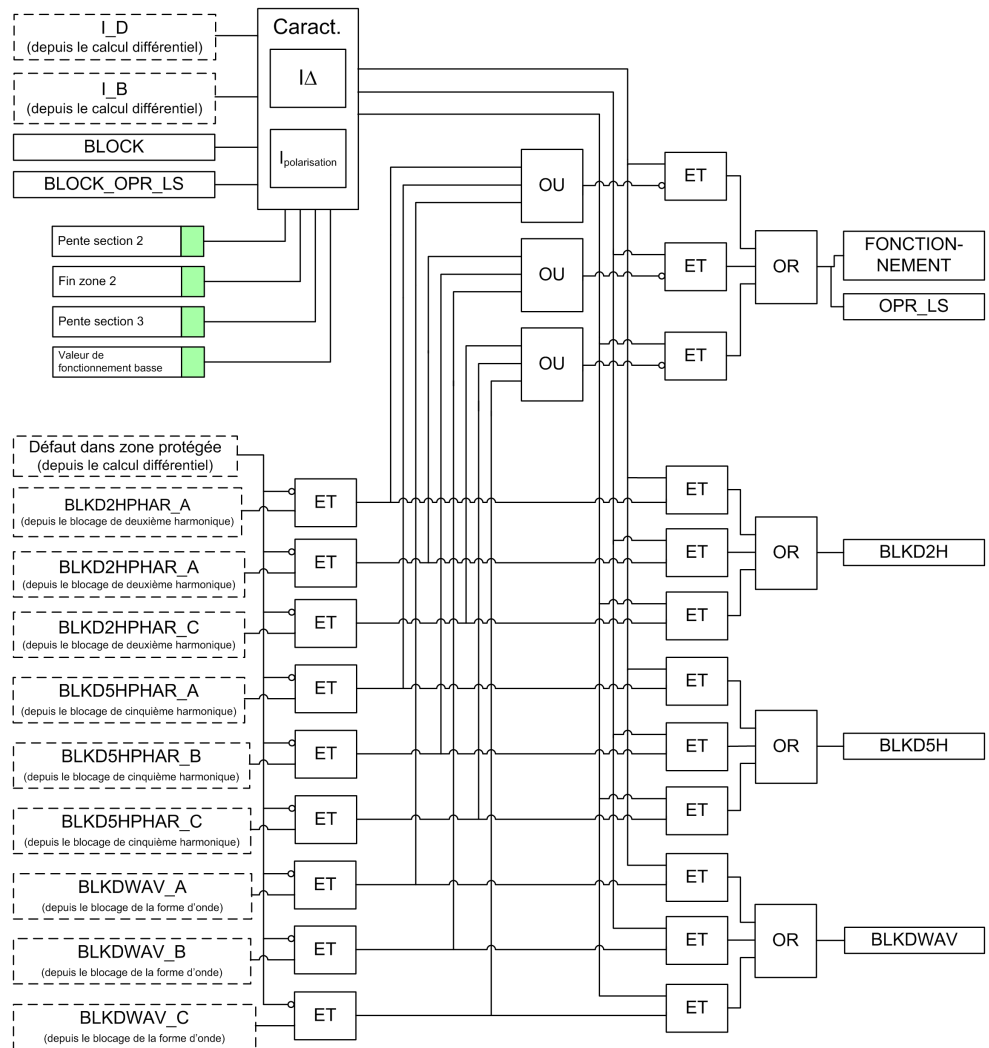 I_D
(depuis le calcul différentiel)
I_B
(depuis le calcul différentiel)
BLOCK
BLOCK_OPR_LS
Caract.
I∆
Ipolarisation
Pente section 2
Fin zone 2
Pente section 3
Valeur de
fonctionnement basse
OU
OU
OU
ET
ET
ET
OR
FONCTION-
NEMENT
OPR_LS
Défaut dans zone protégée
(depuis le calcul différentiel)
BLKD2HPHAR_A
(depuis le blocage de deuxième harmonique)
BLKD2HPHAR_A
(depuis le blocage de deuxième harmonique)
BLKD2HPHAR_C
(depuis le blocage de deuxième harmonique)
BLKD5HPHAR_A
(depuis le blocage de cinquième harmonique)
BLKD5HPHAR_B
(depuis le blocage de cinquième harmonique)
BLKD5HPHAR_C
(depuis le blocage de cinquième harmonique)
BLKDWAV_A
(depuis le blocage de la forme d'onde)
BLKDWAV_B
(depuis le blocage de la forme d'onde)
BLKDWAV_C
(depuis le blocage de la forme d'onde)
ET
ET
ET
ET
ET
ET
ET
ET
ET
ET
ET
ET
OR
BLKD2H
ET
ET
ET
OR
BLKD5H
ET
ET
ET
OR
BLKDWAV